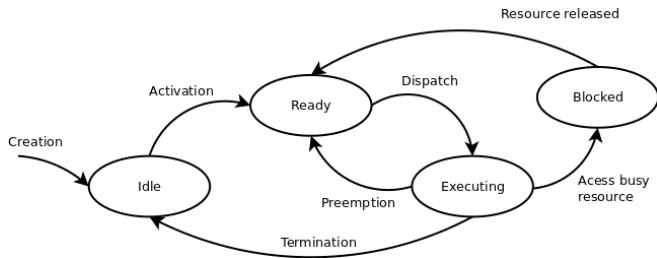 Resource released
Activation
Ready
Dispatch
Blocked
Creation
Idle
Preemption
Executing
Acess busy
resource
Termination